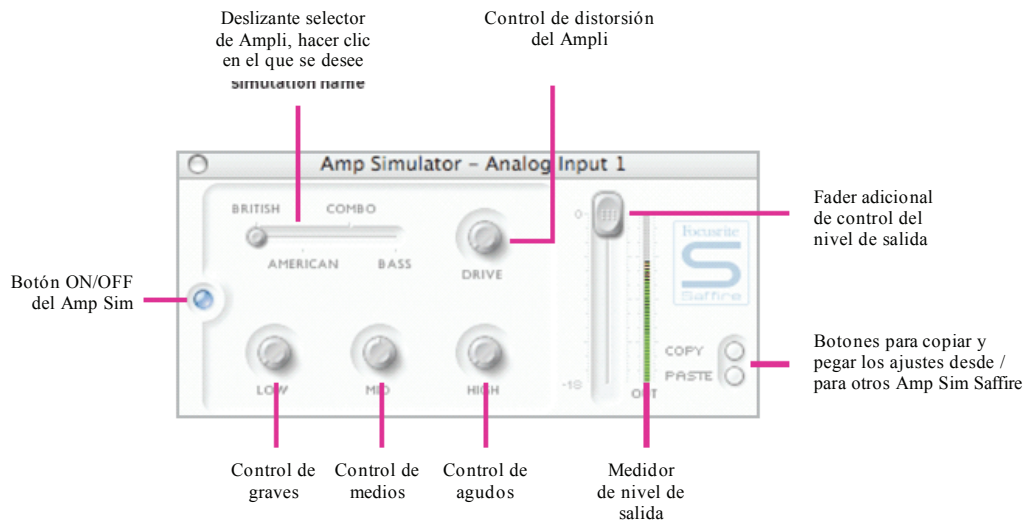 Deslizante selector
de Ampli, hacer clic
en el que se desee
simulation name
Control de distorsión
del Ampli
Amp Simulator – Analog Input 1
BRITISH COMBO
AMERICAN BASS
DRIVE
0-
Focusrite
Saffire
Fader adicional
de control del
nivel de salida
Botón ON/OFF
del Amp Sim
LOW MID HIGH
-18
OUT
COPY
PASTE
Botones para copiar y
pegar los ajustes desde /
para otros Amp Sim Saffire
Control de
graves
Control de
medios
Control de
agudos
Medidor
de nivel de
salida